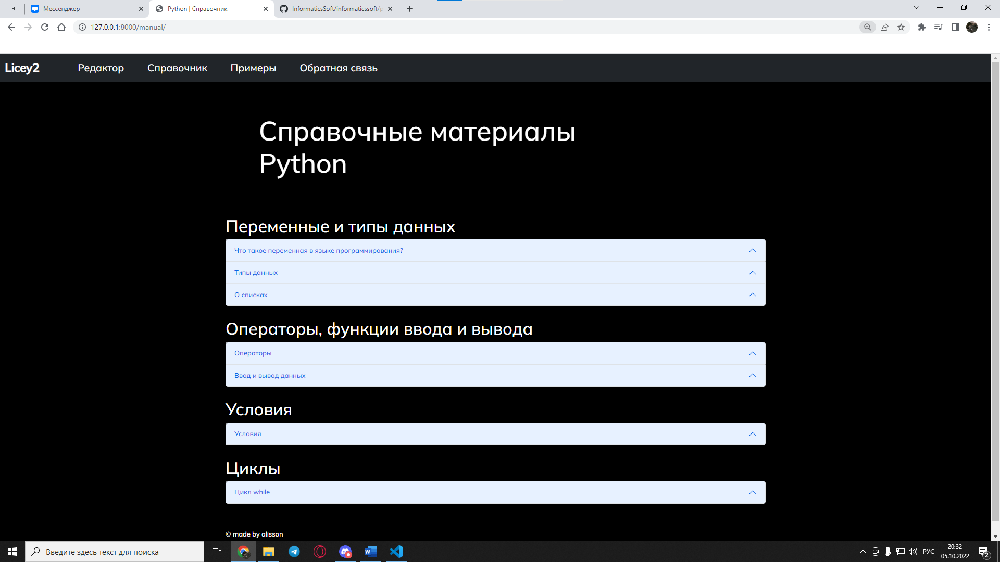 Мессенджер
Python | Справочник
InformaticsSoft/informaticssoft/p
127.0.0.1:8000/manual/
Licey2
Редактор
Справочник
Примеры
Обратная связь
Справочные материалы
Python
Переменные и типы данных
Что такое переменная в языке программирования?
Типы данных
О списках
Операторы, функции ввода и вывода
Операторы
Ввод и вывод данных
Условия
Условия
Циклы
Цикл while
© made by alisson
Введите здесь текст для поиска
РУС
20:32
05.10.2022
2